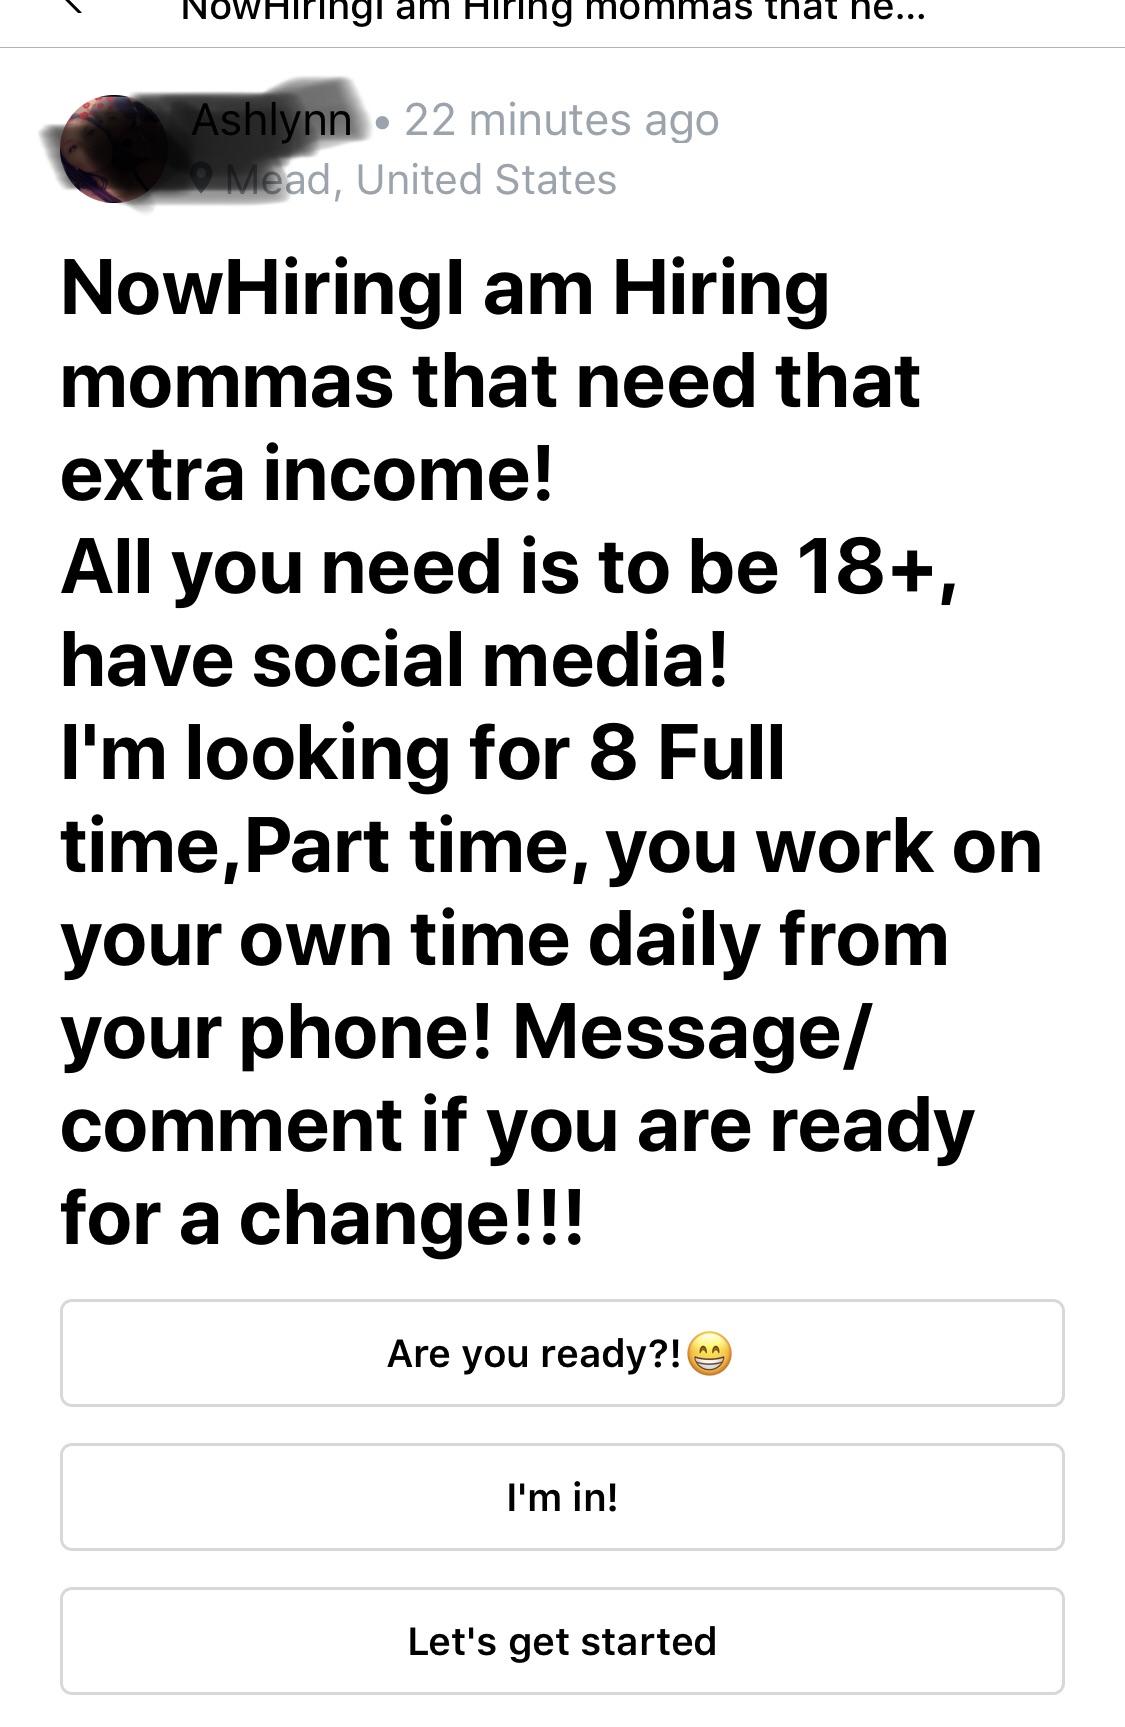 NowHiringI am Hiring mommas that ne...
Ashlynn • 22 minutes ago
Mead, United States
NowHiringI am Hiring
mommas that need that
extra income!
All you need is to be 18+,
have social media!
I'm looking for 8 Full
time,Part time, you work on
your own time daily from
your phone! Message/
comment if you are ready
for a change!!!
Are you ready?!😁
I'm in!
Let's get started